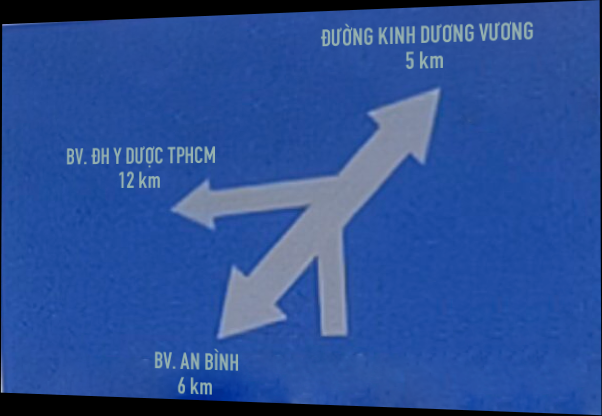 ĐƯỜNG KINH DƯƠNG VƯƠNG
5 km
BV. ĐH Y DƯỢC TPHCM
12 km
BV. AN BÌNH
6 km